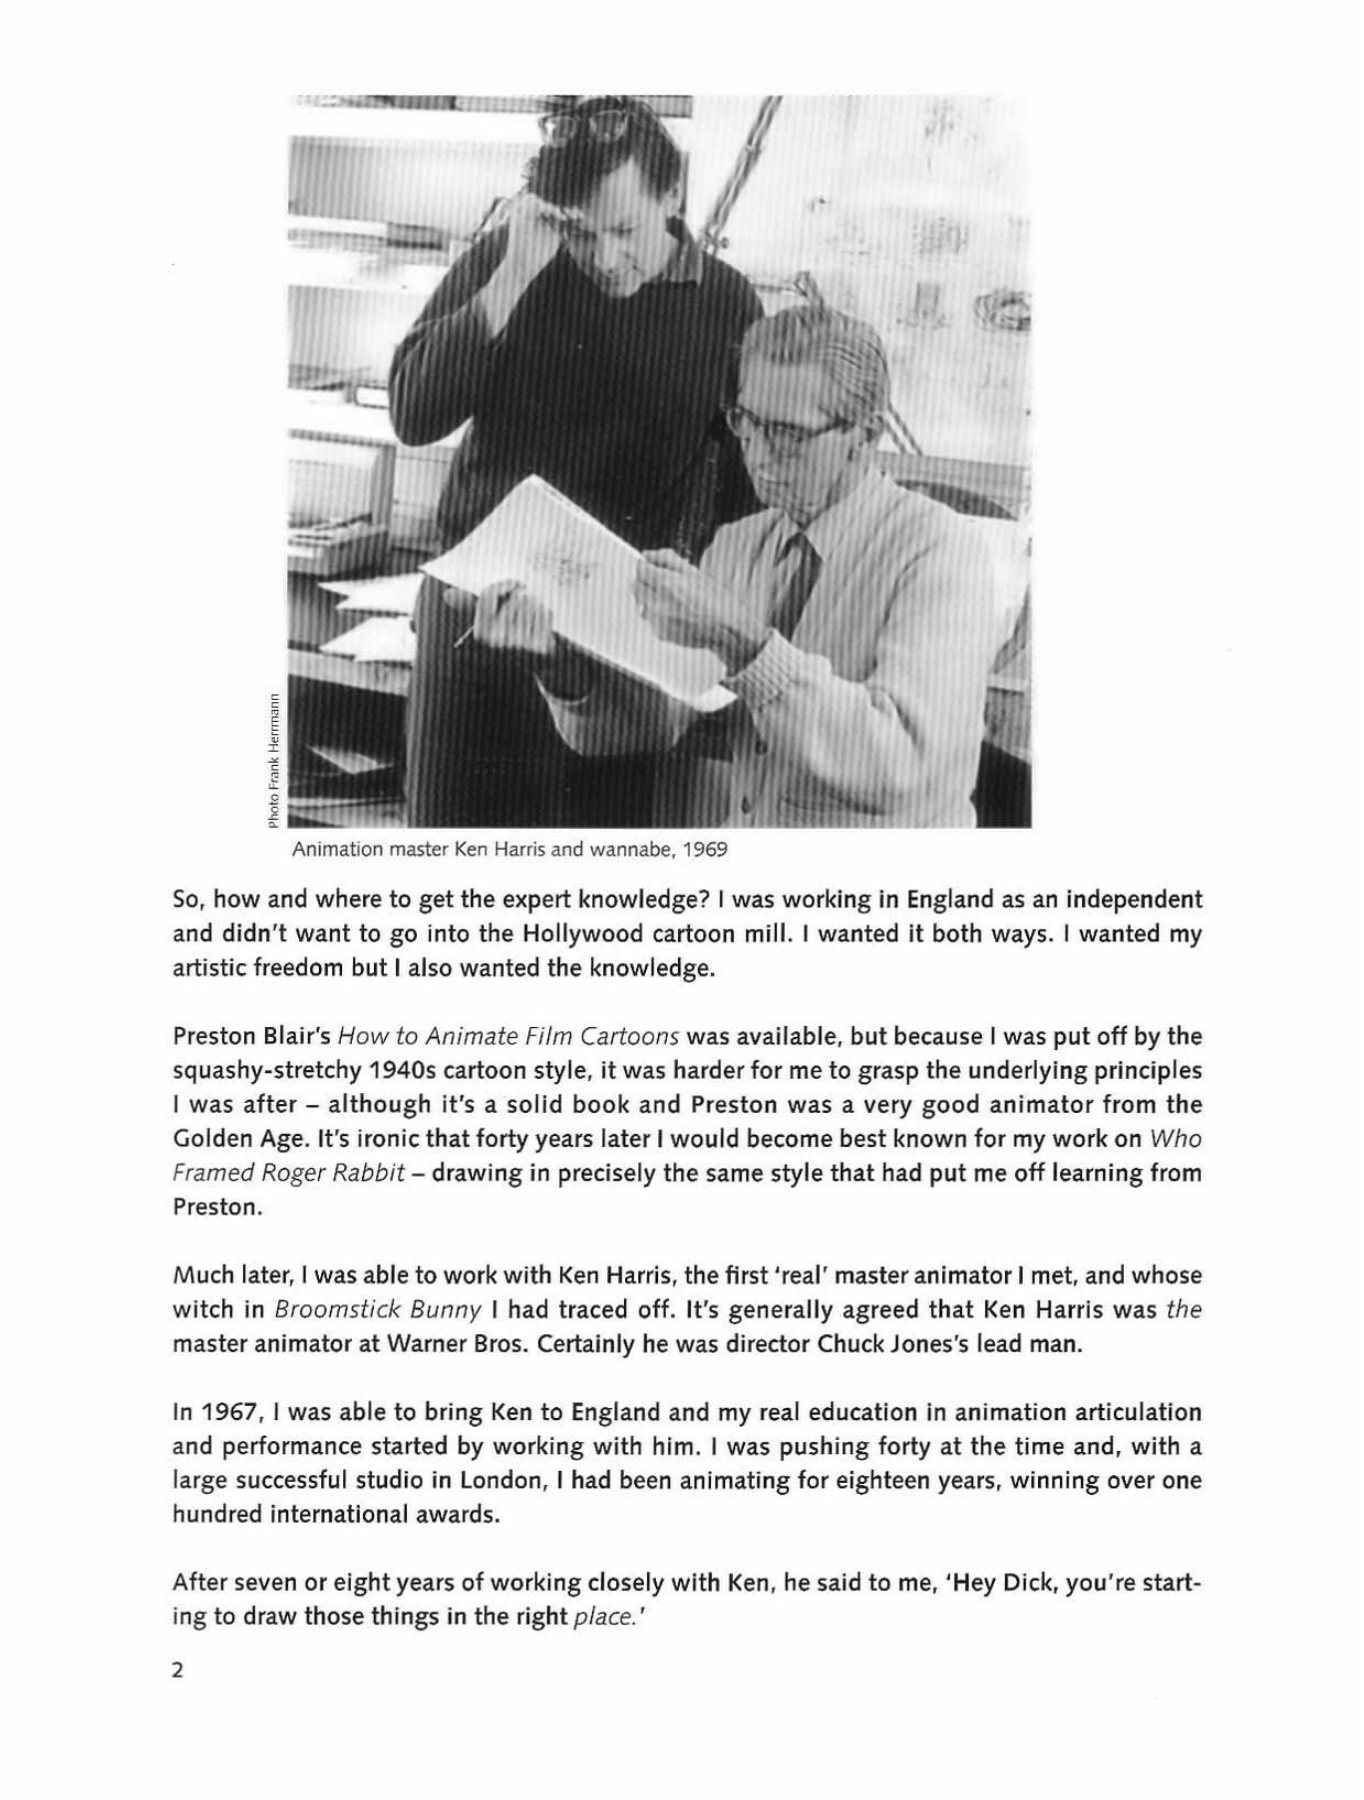 Photo Frank Herrmann
Animation master Ken Harris and wannabe, 1969
So, how and where to get the expert knowledge? I was working in England as an independent
and didn't want to go into the Hollywood cartoon mill. I wanted it both ways. I wanted my
artistic freedom but I also wanted the knowledge.
Preston Blair's How to Animate Film Cartoons was available, but because I was put off by the
squashy-stretchy 1940s cartoon style, it was harder for me to grasp the underlying principles
I was after – although it's a solid book and Preston was a very good animator from the
Golden Age. It's ironic that forty years later I would become best known for my work on Who
Framed Roger Rabbit – drawing in precisely the same style that had put me off learning from
Preston.
Much later, I was able to work with Ken Harris, the first 'real' master animator I met, and whose
witch in Broomstick Bunny I had traced off. It's generally agreed that Ken Harris was the
master animator at Warner Bros. Certainly he was director Chuck Jones's lead man.
In 1967, I was able to bring Ken to England and my real education in animation articulation
and performance started by working with him. I was pushing forty at the time and, with a
large successful studio in London, I had been animating for eighteen years, winning over one
hundred international awards.
After seven or eight years of working closely with Ken, he said to me, 'Hey Dick, you're start-
ing to draw those things in the right place.'
2